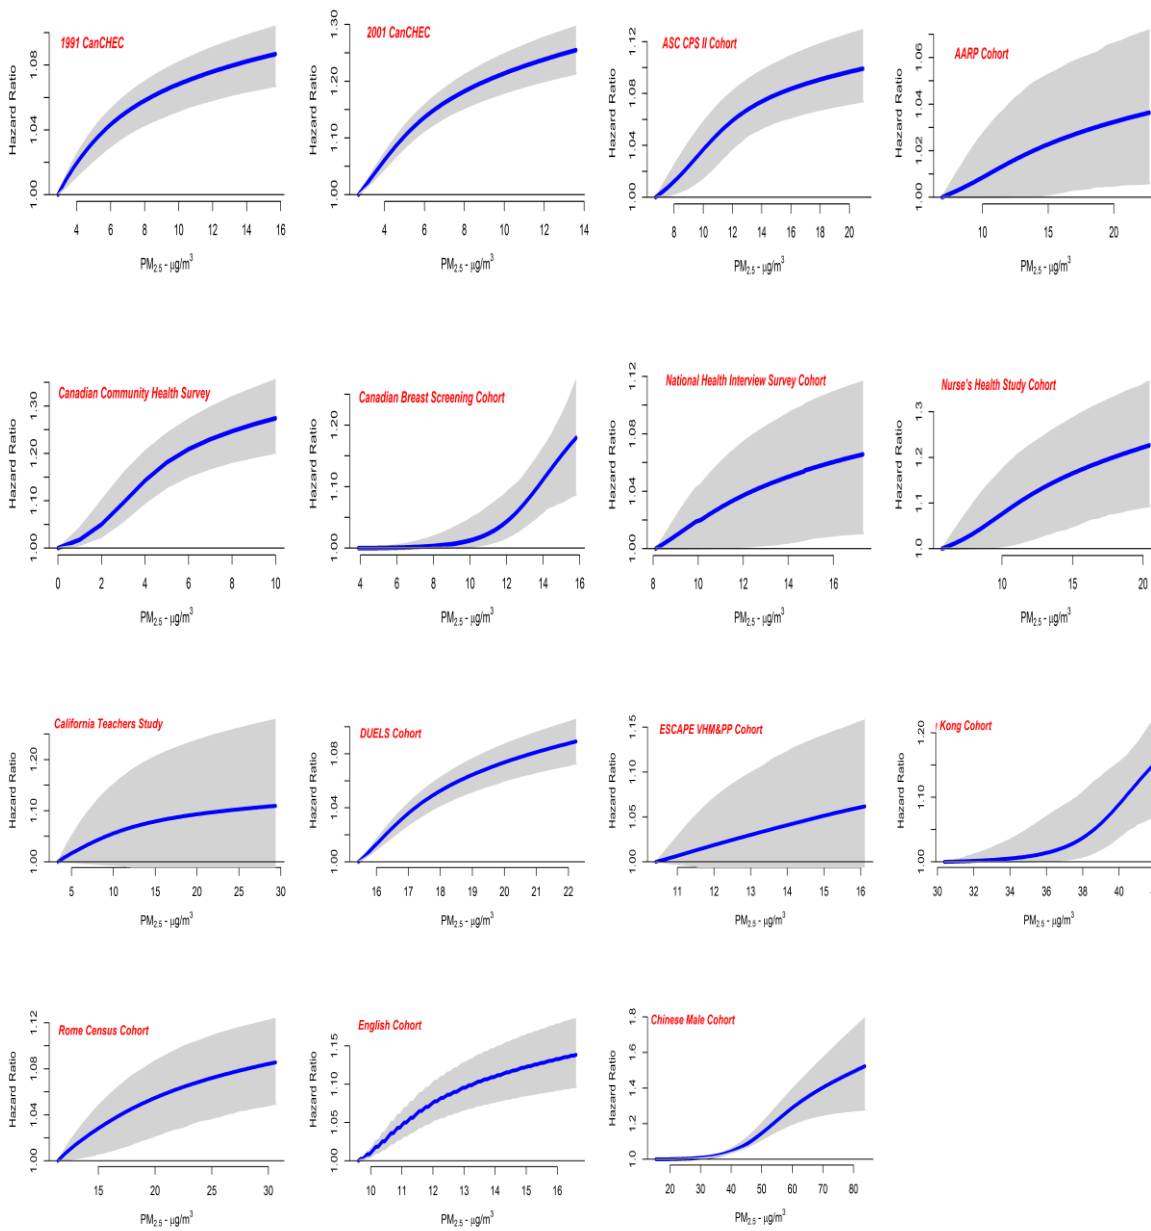 1991 CanCHEC
Hazard Ratio
1.00 1.04 1.08
4 6 8 10 12 14 16
PM2.5 - μg/m3
2001 CanCHEC
Hazard Ratio
1.00 1.10 1.20 1.30
4 6 8 10 12 14
PM2.5 - μg/m3
ASC CPS II Cohort
Hazard Ratio
1.00 1.04 1.08 1.12
8 10 12 14 16 18 20
PM2.5 - μg/m3
AARP Cohort
Hazard Ratio
1.00 1.02 1.04 1.06
10 15 20
PM2.5 - μg/m3
Canadian Community Health Survey
Hazard Ratio
1.00 1.10 1.20 1.30
0 2 4 6 8 10
PM2.5 - μg/m3
Canadian Breast Screening Cohort
Hazard Ratio
1.00 1.10 1.20
4 6 8 10 12 14 16
PM2.5 - μg/m3
National Health Interview Survey Cohort
Hazard Ratio
1.00 1.04 1.08 1.12
8 10 12 14 16
PM2.5 - μg/m3
Nurse's Health Study Cohort
Hazard Ratio
1.00 1.1 1.2 1.3
10 15 20
PM2.5 - μg/m3
California Teachers Study
Hazard Ratio
1.00 1.10 1.20
5 10 15 20 25 30
PM2.5 - μg/m3
DUELS Cohort
Hazard Ratio
1.00 1.04 1.08
16 17 18 19 20 21 22
PM2.5 - μg/m3
ESCAPE VHM&PP Cohort
Hazard Ratio
1.00 1.05 1.10 1.15
11 12 13 14 15 16
PM2.5 - μg/m3
Kong Cohort
Hazard Ratio
1.00 1.10 1.20
30 32 34 36 38 40
PM2.5 - μg/m3
Rome Census Cohort
Hazard Ratio
1.00 1.04 1.08 1.12
15 20 25 30
PM2.5 - μg/m3
English Cohort
Hazard Ratio
1.00 1.05 1.10 1.15
10 11 12 13 14 15 16
PM2.5 - μg/m3
Chinese Male Cohort
Hazard Ratio
1.0 1.2 1.4 1.6 1.8
20 30 40 50 60 70 80
PM2.5 - μg/m3